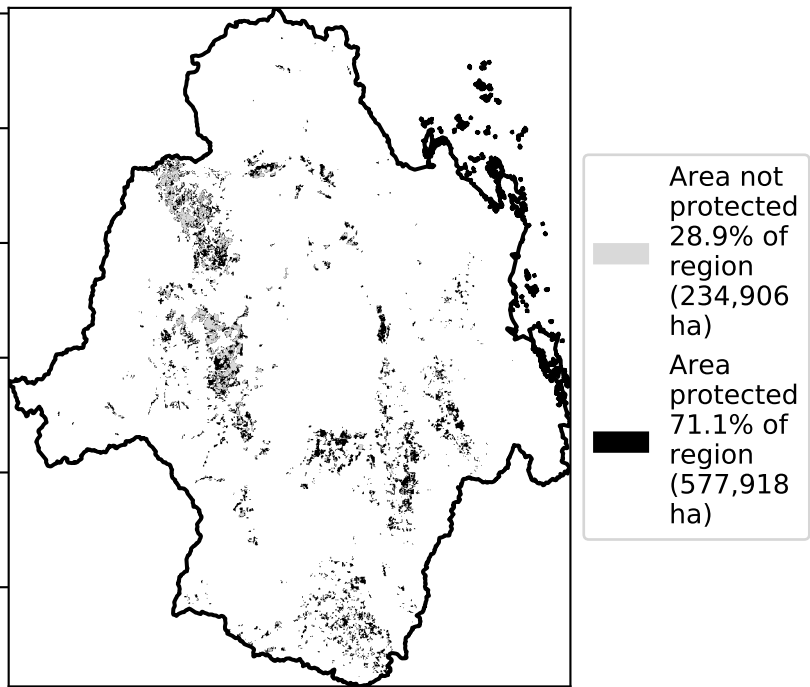 Area not
protected
28.9% of
region
(234,906
ha)
Area
protected
71.1% of
region
(577,918
ha)